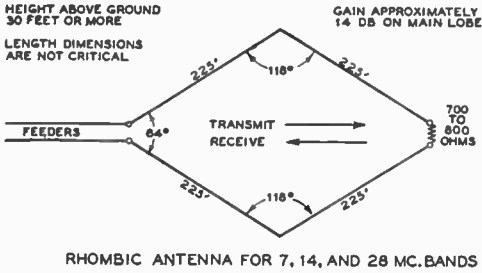 HEIGHT ABOVE GROUND
30 FEET OR MORE
LENGTH DIMENSIONS
ARE NOT CRITICAL
GAIN APPROXIMATELY
14 DB ON MAIN LOBE
225'
118°
225'
FEEDERS
64°
TRANSMIT
RECEIVE
700
TO
800
OHMS
225'
118°
225'
RHOMBIC ANTENNA FOR 7, 14, AND 28 MC. BANDS